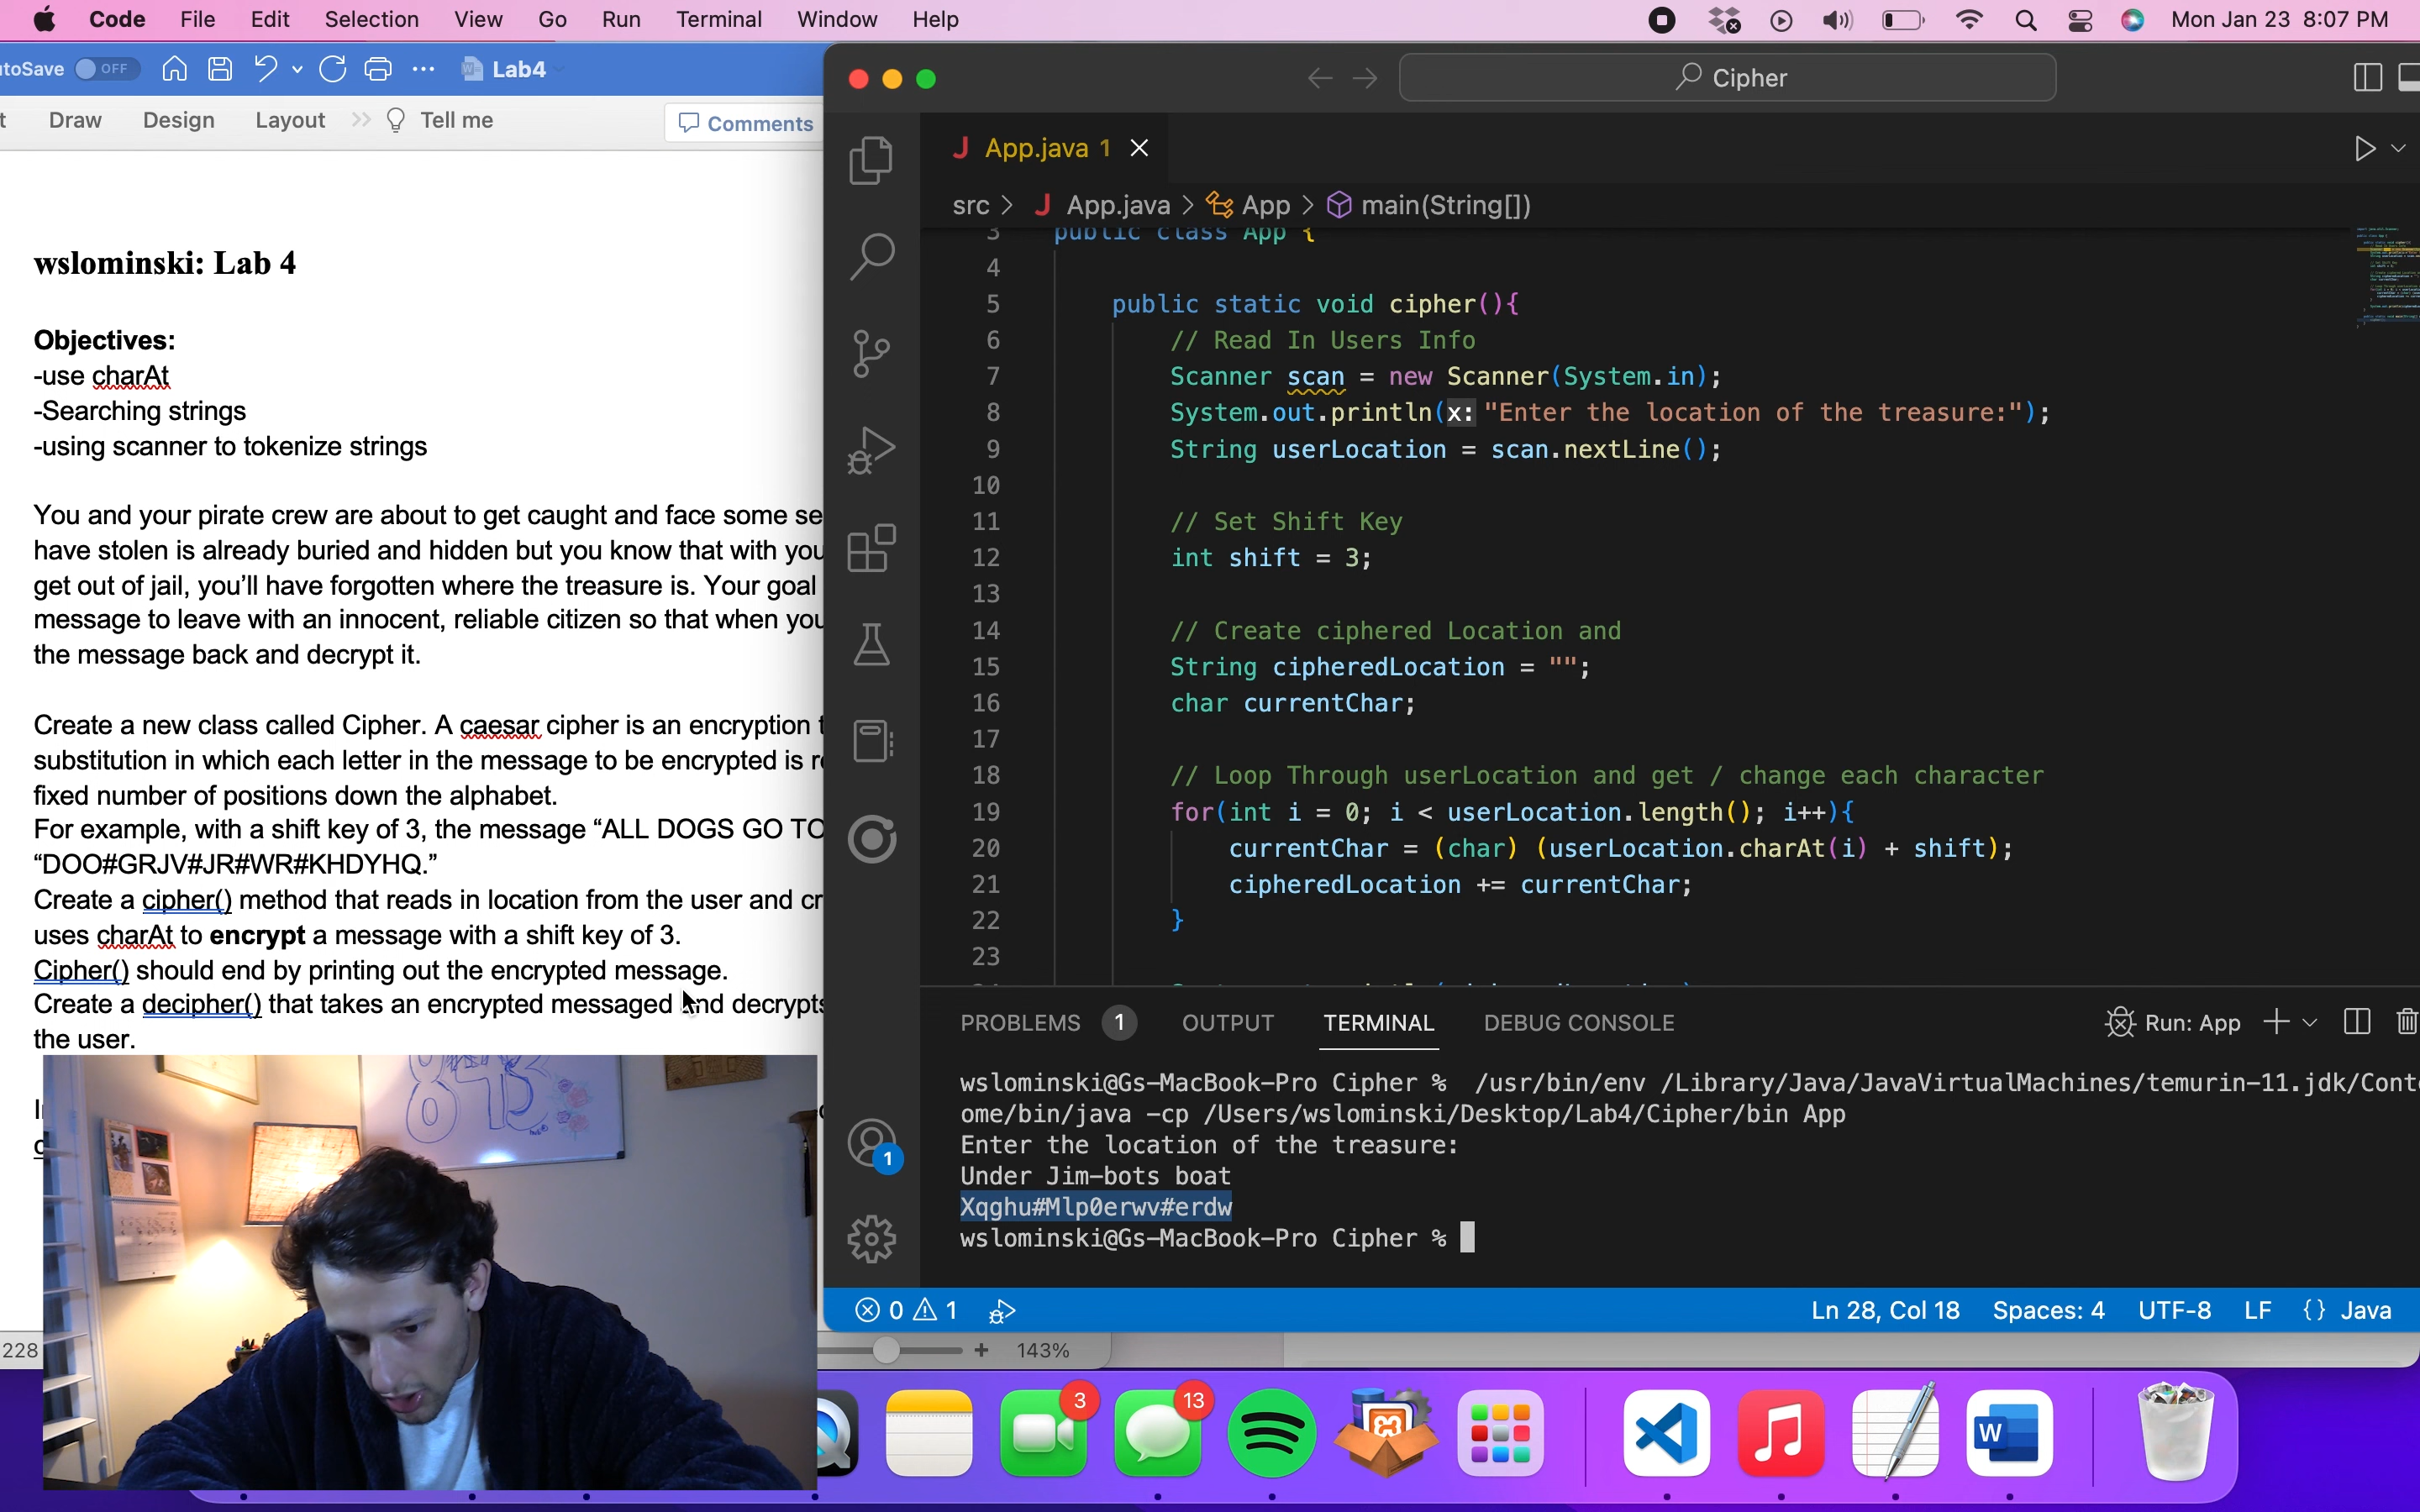 Code File Edit Selection View Go Run Terminal Window Help Mon Jan 23 8:07 PM
toSave OFF Lab4
Draw Design Layout Tell me Comments
wslominski: Lab 4
Objectives:
-use charAt
-Searching strings
-using scanner to tokenize strings
You and your pirate crew are about to get caught and face some se
have stolen is already buried and hidden but you know that with you
get out of jail, you'll have forgotten where the treasure is. Your goal
message to leave with an innocent, reliable citizen so that when you
the message back and decrypt it.
Create a new class called Cipher. A caesar cipher is an encryption t
substitution in which each letter in the message to be encrypted is r
fixed number of positions down the alphabet.
For example, with a shift key of 3, the message “ALL DOGS GO TO
“DOO#GRJV#JR#WR#KHDYHQ.”
Create a cipher() method that reads in location from the user and cr
uses charAt to encrypt a message with a shift key of 3.
Cipher() should end by printing out the encrypted message.
Create a decipher() that takes an encrypted messaged and decrypts
the user.
228
143%
Cipher
App.java 1
src > App.java > App > main(String[])
3 public class App {
4
5 public static void cipher(){
6 // Read In Users Info
7 Scanner scan = new Scanner(System.in);
8 System.out.println(x: "Enter the location of the treasure:");
9 String userLocation = scan.nextLine();
10
11 // Set Shift Key
12 int shift = 3;
13
14 // Create ciphered Location and
15 String cipheredLocation = "";
16 char currentChar;
17
18 // Loop Through userLocation and get / change each character
19 for(int i = 0; i < userLocation.length(); i++){
20 currentChar = (char) (userLocation.charAt(i) + shift);
21 cipheredLocation += currentChar;
22 }
23
PROBLEMS 1 OUTPUT TERMINAL DEBUG CONSOLE Run: App
wslominski@Gs-MacBook-Pro Cipher % /usr/bin/env /Library/Java/JavaVirtualMachines/temurin-11.jdk/Cont
ome/bin/java -cp /Users/wslominski/Desktop/Lab4/Cipher/bin App
Enter the location of the treasure:
Under Jim-bots boat
Xqghu#Mlp0erwv#erdw
wslominski@Gs-MacBook-Pro Cipher %
1
0 1 Ln 28, Col 18 Spaces: 4 UTF-8 LF {} Java
3 13
W